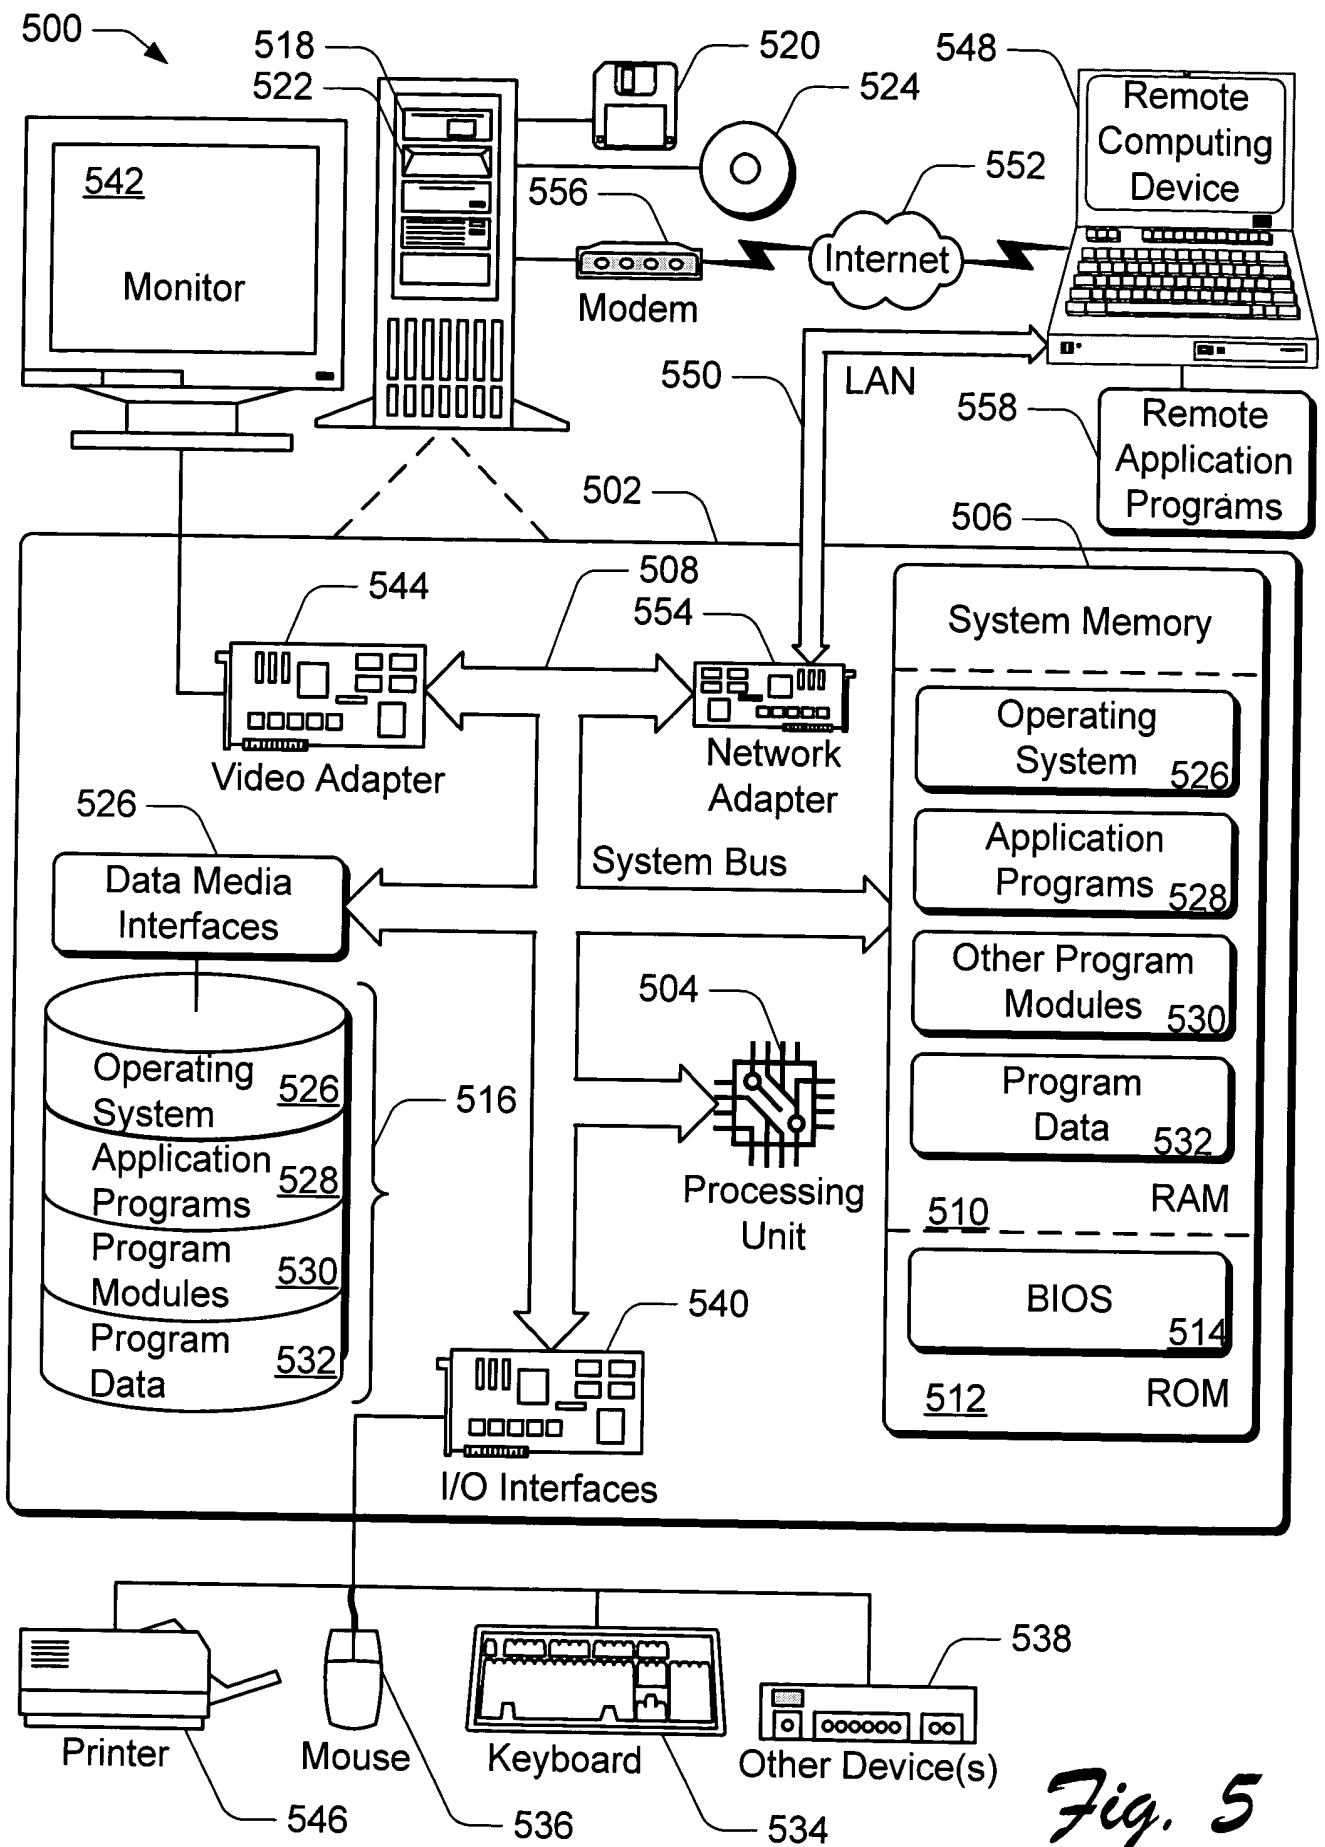 500
518
522
520
524
548
Remote
Computing
Device
542
Monitor
556
Modem
552
Internet
550
LAN
558
Remote
Application
Programs
502
506
544
508
554
System Memory
Video Adapter
Network
Adapter
Operating
System
526
526
Data Media
Interfaces
System Bus
Application
Programs
528
Other Program
Modules
530
504
Processing
Unit
Program
Data
532
510
RAM
Operating
System
526
516
Application
Programs
528
Program
Modules
530
Program
Data
532
BIOS
514
512
ROM
540
I/O Interfaces
Printer
546
Mouse
536
Keyboard
534
538
Other Device(s)
Fig. 5